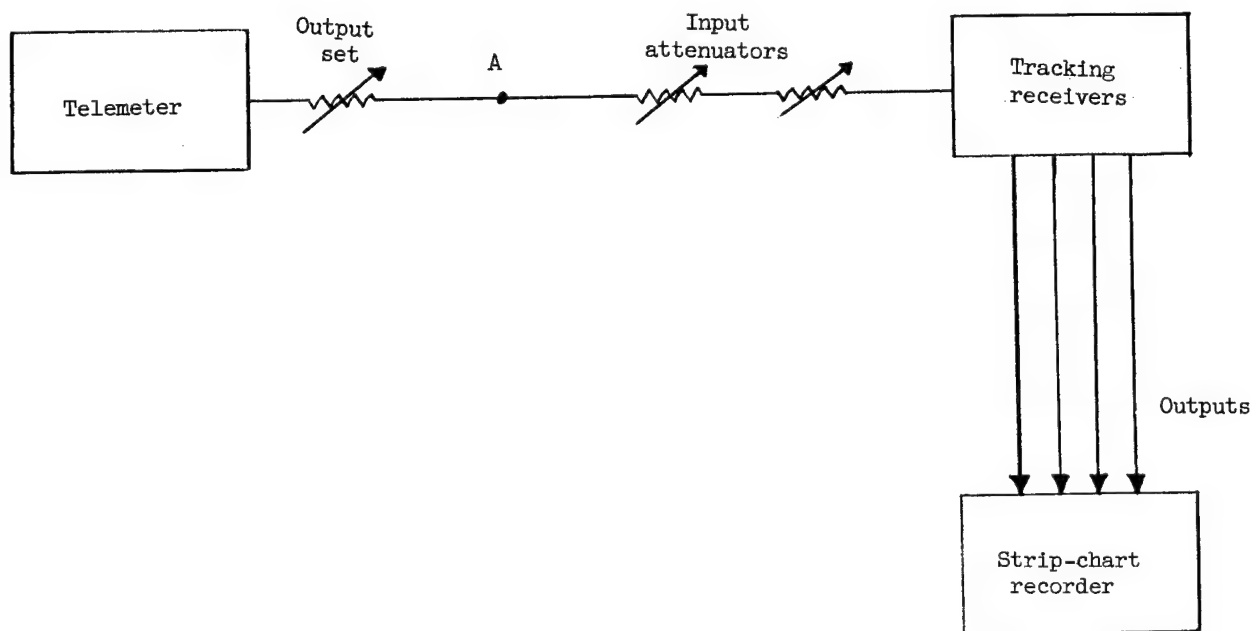 Output
set
Input
attenuators
A
Telemeter
Tracking
receivers
Outputs
Strip-chart
recorder